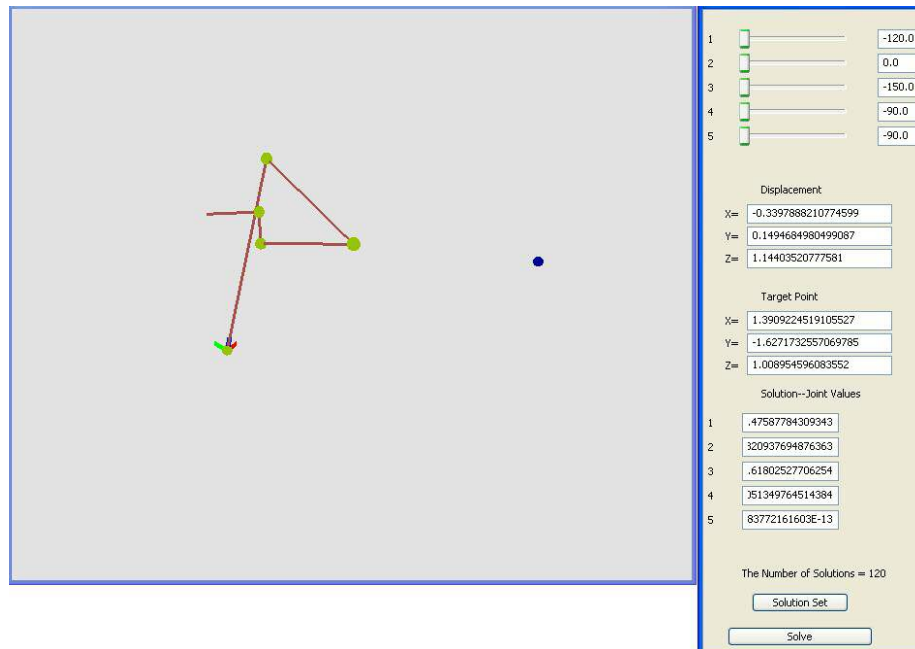 1 -120.0
2 0.0
3 -150.0
4 -90.0
5 -90.0
Displacement
X= -0.3397888210774599
Y= 0.1494684980499087
Z= 1.14403520777581
Target Point
X= 1.3909224519105527
Y= -1.6271732557069785
Z= 1.008954596083552
Solution--Joint Values
1 .47587784309343
2 320937694876363
3 .61802527706254
4 051349764514384
5 83772161603E-13
The Number of Solutions = 120
Solution Set
Solve